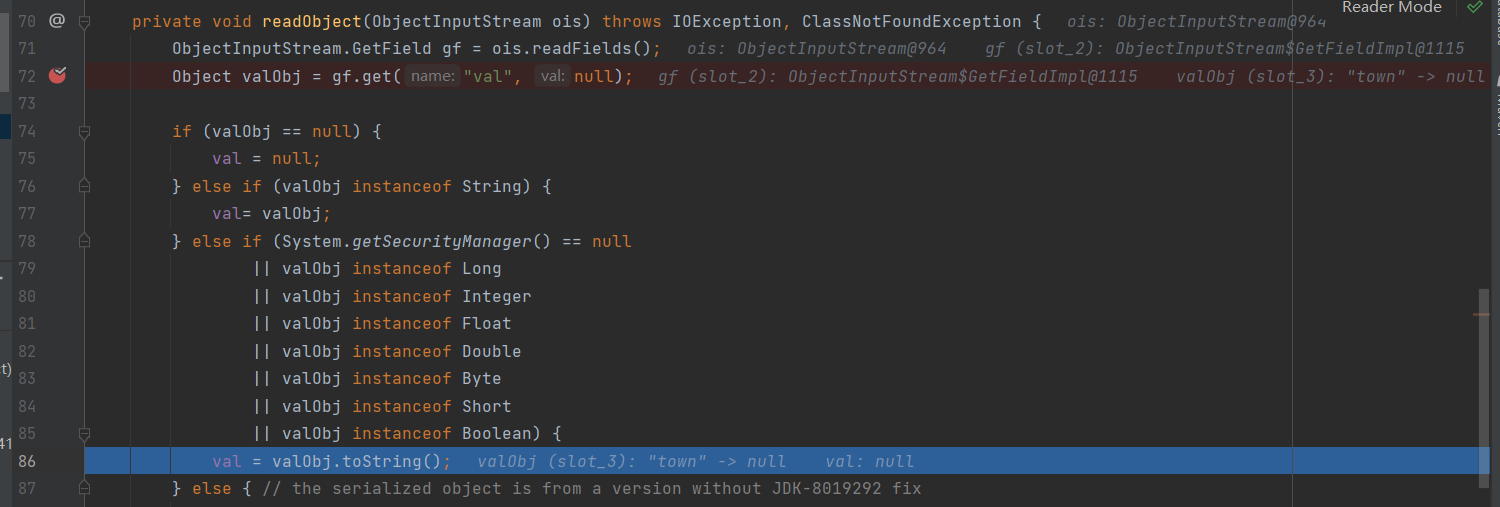 Reader Mode
70 @ private void readObject(ObjectInputStream ois) throws IOException, ClassNotFoundException { ois: ObjectInputStream@964
71 ObjectInputStream.GetField gf = ois.readFields(); ois: ObjectInputStream@964 gf (slot_2): ObjectInputStream$GetFieldImpl@1115
72 Object valObj = gf.get( name: "val", val: null); gf (slot_2): ObjectInputStream$GetFieldImpl@1115 valObj (slot_3): "town" -> null
73
74 if (valObj == null) {
75 val = null;
76 } else if (valObj instanceof String) {
77 val= valObj;
78 } else if (System.getSecurityManager() == null
79 || valObj instanceof Long
80 || valObj instanceof Integer
81 || valObj instanceof Float
82 || valObj instanceof Double
83 || valObj instanceof Byte
84 || valObj instanceof Short
85 || valObj instanceof Boolean) {
86 val = valObj.toString(); valObj (slot_3): "town" -> null val: null
87 } else { // the serialized object is from a version without JDK-8019292 fix
t)
41